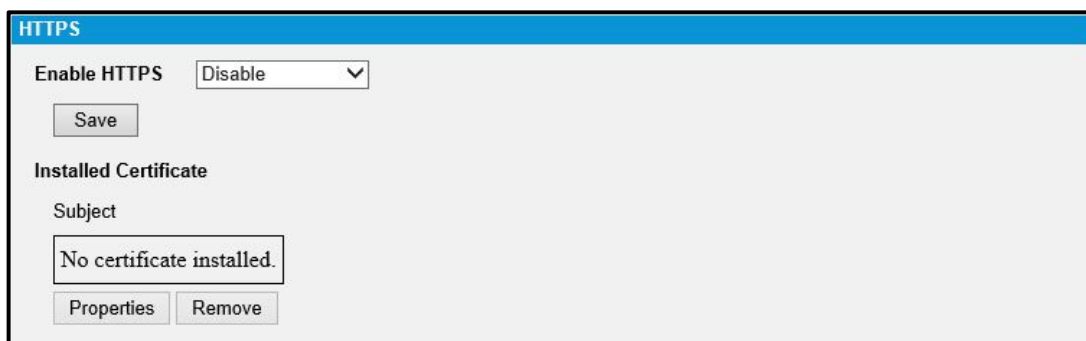 HTTPS
Enable HTTPS Disable
Save
Installed Certificate
Subject
No certificate installed.
Properties Remove